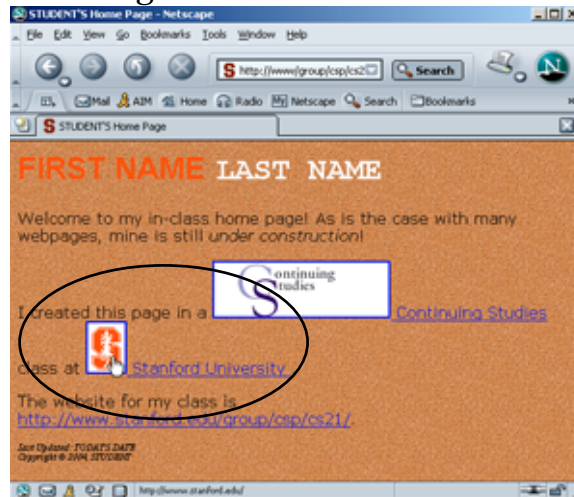 STUDENT'S Home Page - Netscape
File Edit View Go Bookmarks Tools Window Help
S http://www/group/csp/cs2 Search N
Mail AIM Home Radio My Netscape Search Bookmarks
S STUDENT'S Home Page
FIRST NAME LAST NAME
Welcome to my in-class home page! As is the case with many
webpages, mine is still under construction!
Continuing
Studies
I created this page in a Continuing Studies
S
class at Stanford University
The website for my class is
http://www.stanford.edu/group/csp/cs21/.
Last Updated: TODAY'S DATE
Copyright © 2004, STUDENT
http://www.stanford.edu/